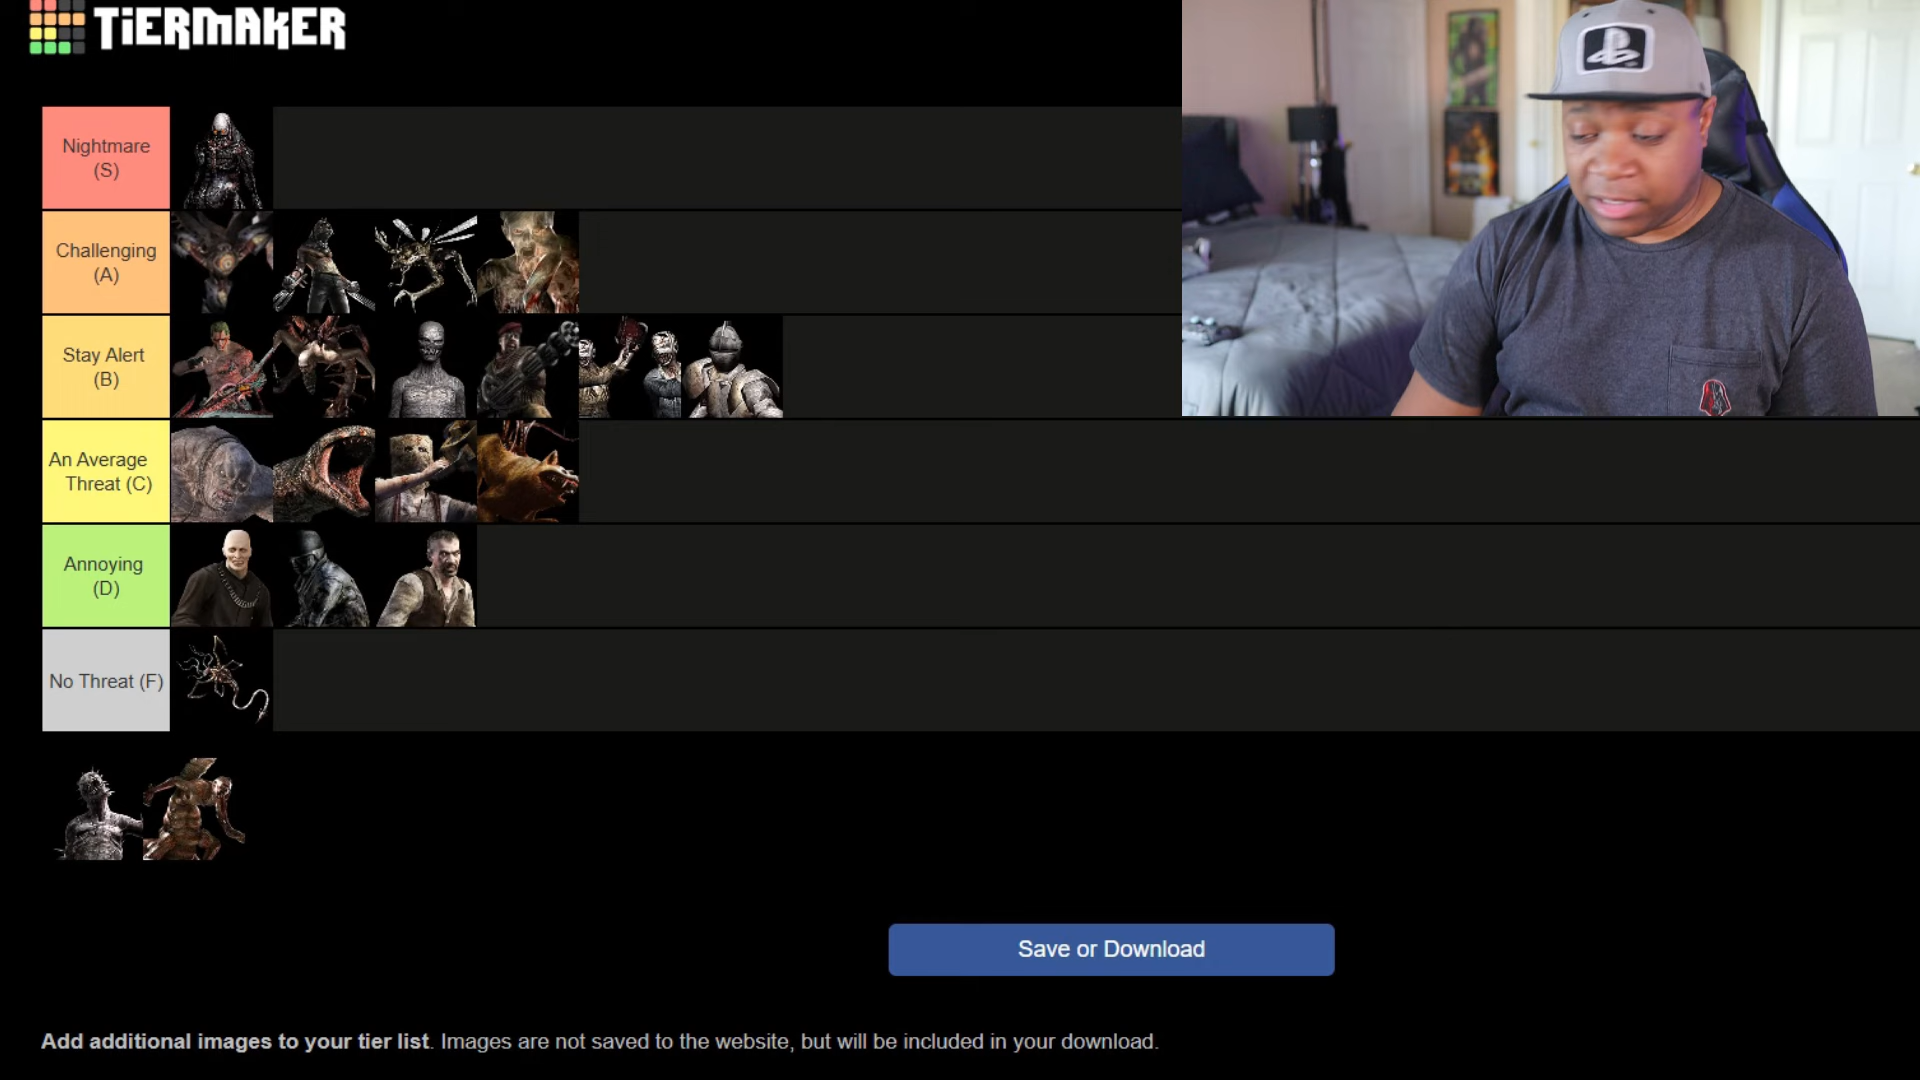 TiERMAKER
Nightmare
(S)
Challenging
(A)
Stay Alert
(B)
An Average
Threat (C)
Annoying
(D)
No Threat (F)
Save or Download
Add additional images to your tier list. Images are not saved to the website, but will be included in your download.